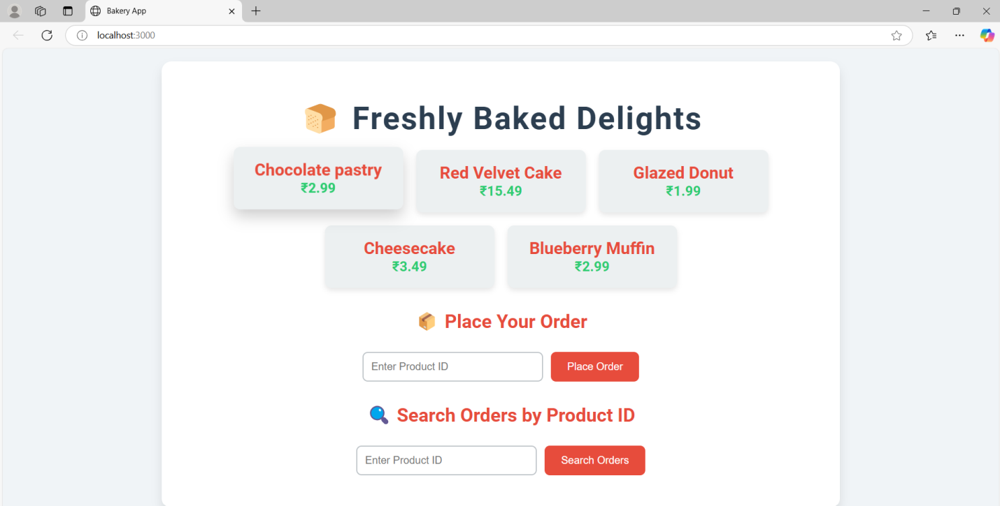 Bakery App
localhost:3000
Freshly Baked Delights
Chocolate pastry
₹2.99
Red Velvet Cake
₹15.49
Glazed Donut
₹1.99
Cheesecake
₹3.49
Blueberry Muffin
₹2.99
Place Your Order
Enter Product ID
Place Order
Search Orders by Product ID
Enter Product ID
Search Orders